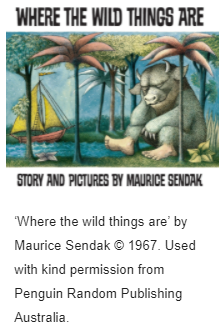 WHERE THE WILD THINGS ARE
STORY AND PICTURES BY MAURICE SENDAK
‘Where the wild things are’ by
Maurice Sendak © 1967. Used
with kind permission from
Penguin Random Publishing
Australia.